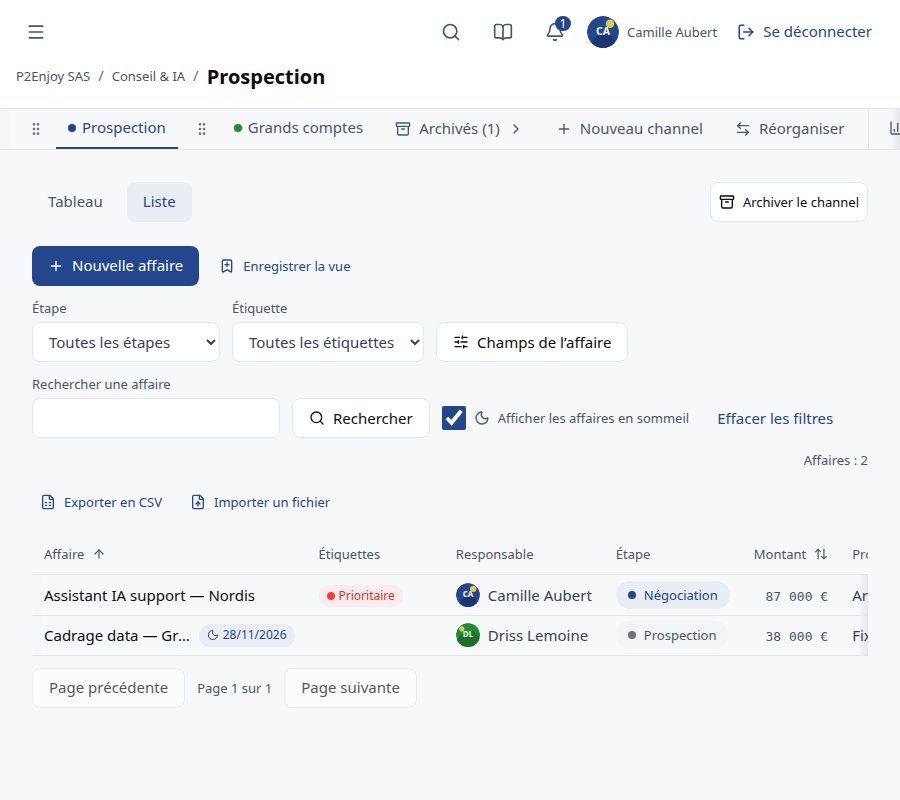 1
CA
Camille Aubert
Se déconnecter
P2Enjoy SAS / Conseil & IA / Prospection
Prospection
Grands comptes
Archivés (1)
Nouveau channel
Réorganiser
Tableau
Liste
Archiver le channel
Nouvelle affaire
Enregistrer la vue
Étape
Étiquette
Toutes les étapes
Toutes les étiquettes
Champs de l’affaire
Rechercher une affaire
Rechercher
Afficher les affaires en sommeil
Effacer les filtres
Affaires : 2
Exporter en CSV
Importer un fichier
Affaire Étiquettes Responsable Étape Montant
Assistant IA support — Nordis Prioritaire CA Camille Aubert Négociation 87 000 €
Cadrage data — Gr... 28/11/2026 DL Driss Lemoine Prospection 38 000 €
Page précédente
Page 1 sur 1
Page suivante